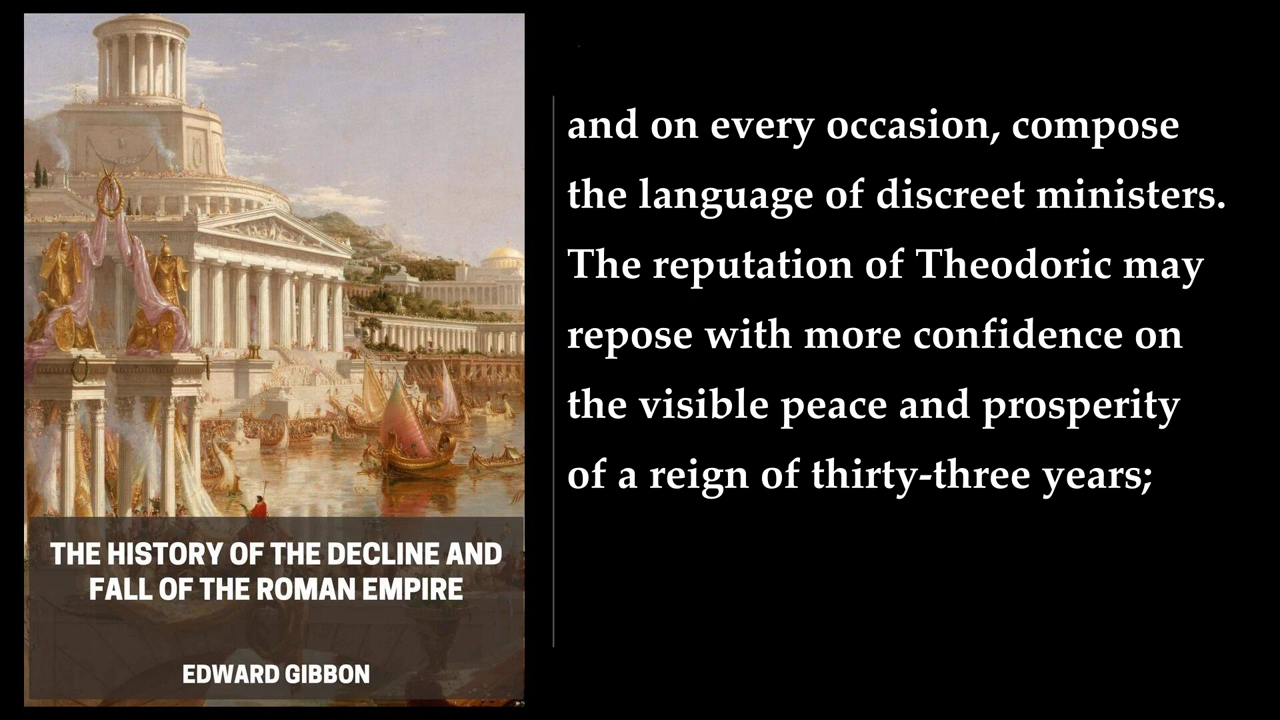 THE HISTORY OF THE DECLINE AND
FALL OF THE ROMAN EMPIRE
EDWARD GIBBON
and on every occasion, compose
the language of discreet ministers.
The reputation of Theodoric may
repose with more confidence on
the visible peace and prosperity
of a reign of thirty-three years;